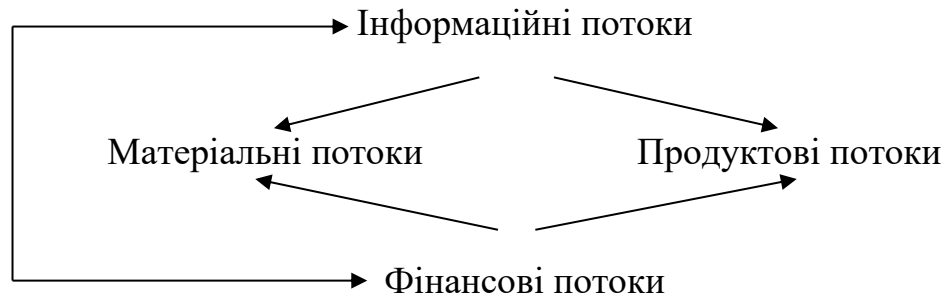 Інформаційні потоки
Матеріальні потоки Продуктові потоки
Фінансові потоки